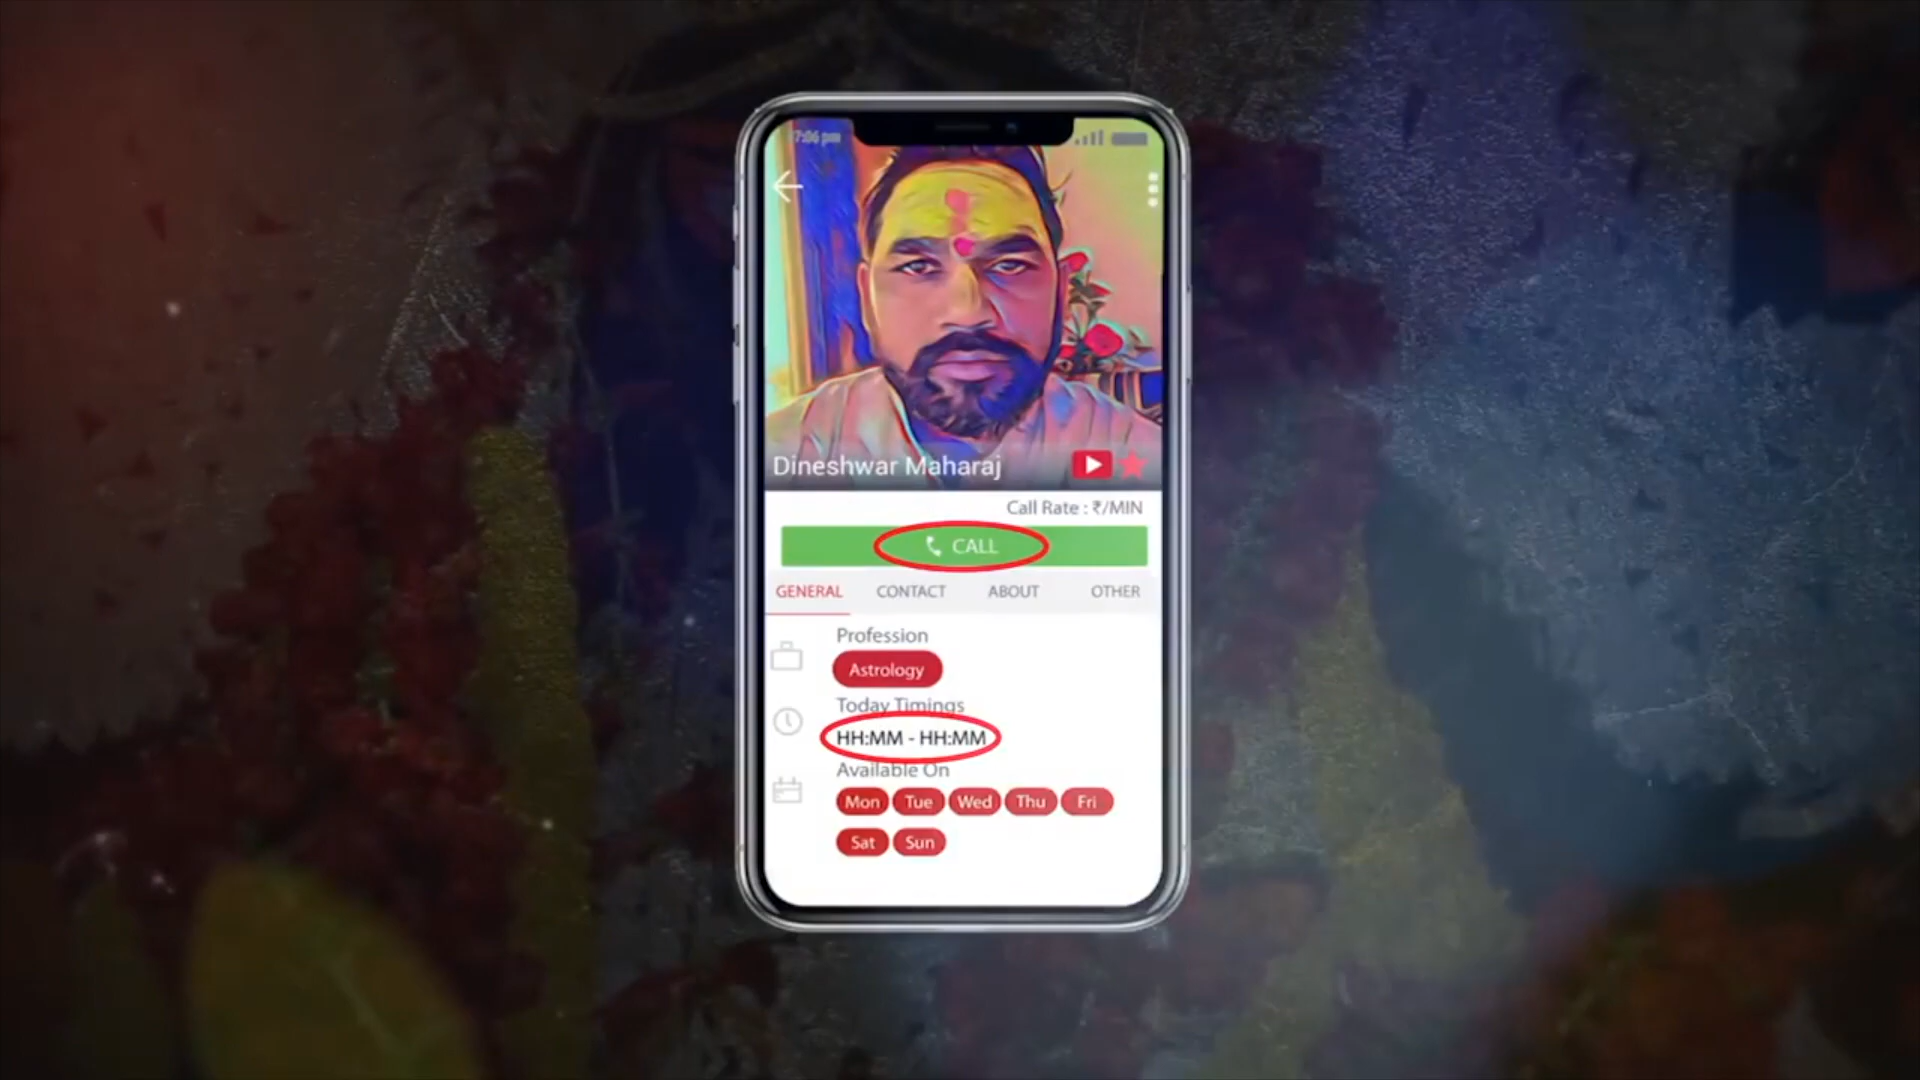 7:06 pm
Dineshwar Maharaj
Call Rate : ₹/MIN
CALL
GENERAL CONTACT ABOUT OTHER
Profession
Astrology
Today Timings
HH:MM - HH:MM
Available On
Mon Tue Wed Thu Fri
Sat Sun